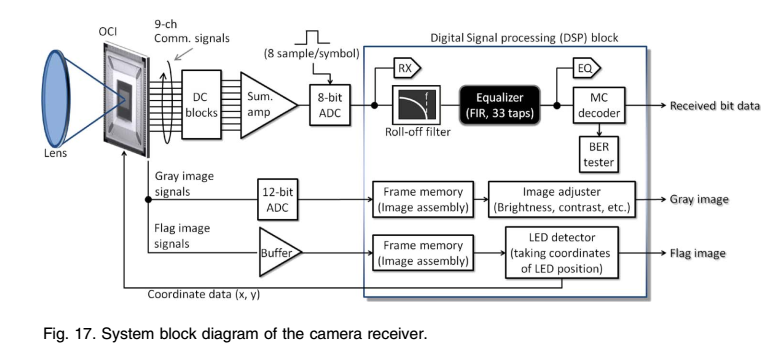 Digital Signal processing (DSP) block
OCI
9-ch
Comm. signals
(8 sample/symbol)
RX
EQ
DC
blocks
Sum.
amp
8-bit
ADC
Roll-off filter
Equalizer
(FIR, 33 taps)
MC
decoder
Received bit data
BER
tester
Lens
Gray image
signals
12-bit
ADC
Frame memory
(Image assembly)
Image adjuster
(Brightness, contrast, etc.)
Gray image
Flag image
signals
Buffer
Frame memory
(Image assembly)
LED detector
(taking coordinates
of LED position)
Flag image
Coordinate data (x, y)
Fig. 17. System block diagram of the camera receiver.